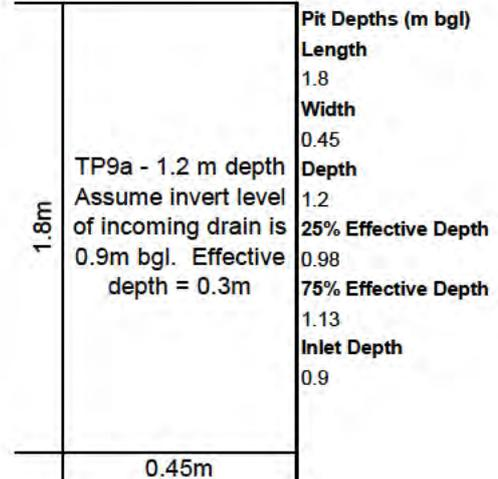 1.8m
TP9a - 1.2 m depth
Assume invert level
of incoming drain is
0.9m bgl.  Effective
depth = 0.3m
0.45m
Pit Depths (m bgl)
Length
1.8
Width
0.45
Depth
1.2
25% Effective Depth
0.98
75% Effective Depth
1.13
Inlet Depth
0.9